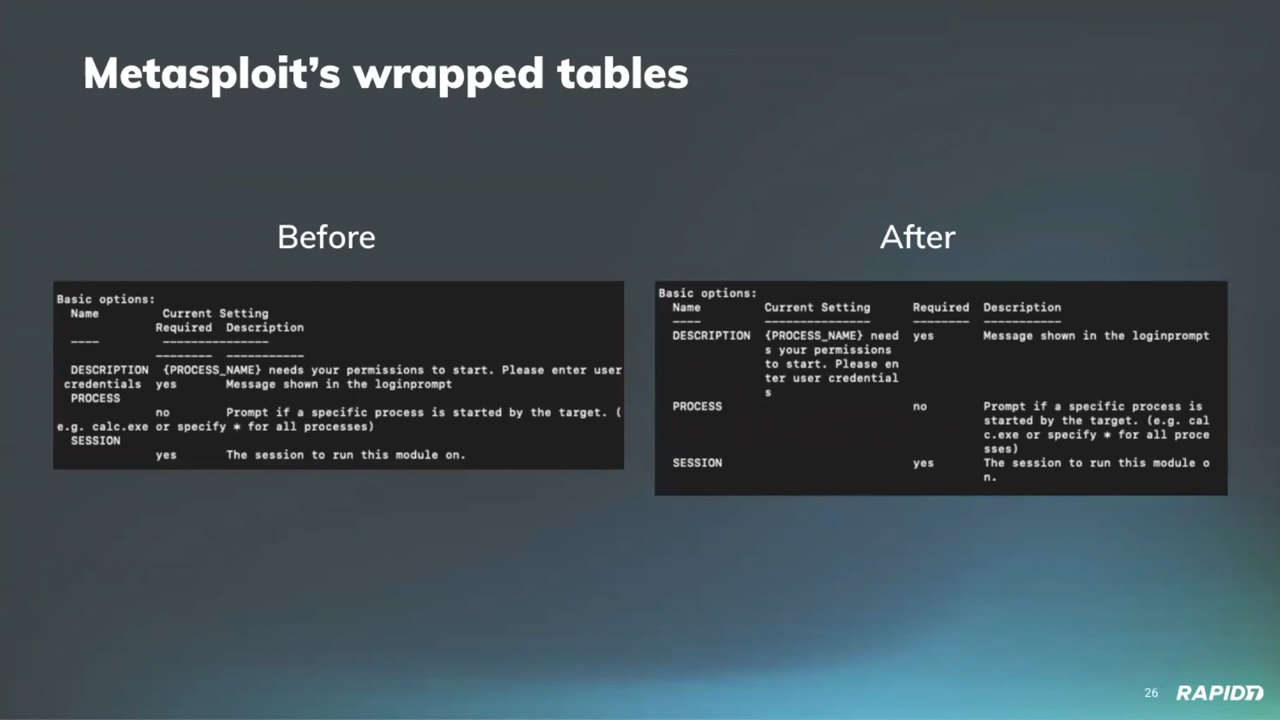 Metasploit's wrapped tables
Before
Basic options:
Name Current Setting
Required Description
---- ---------------
-------- -----------
DESCRIPTION {PROCESS_NAME} needs your permissions to start. Please enter user
credentials yes Message shown in the loginprompt
PROCESS
no Prompt if a specific process is started by the target. (
e.g. calc.exe or specify * for all processes)
SESSION
yes The session to run this module on.
After
Basic options:
Name Current Setting Required Description
---- --------------- -------- -----------
DESCRIPTION {PROCESS_NAME} need yes Message shown in the loginprompt
s your permissions
to start. Please en
ter user credential
s
PROCESS no Prompt if a specific process is
started by the target. (e.g. cal
c.exe or specify * for all proce
sses)
SESSION yes The session to run this module o
n.
26 RAPID7